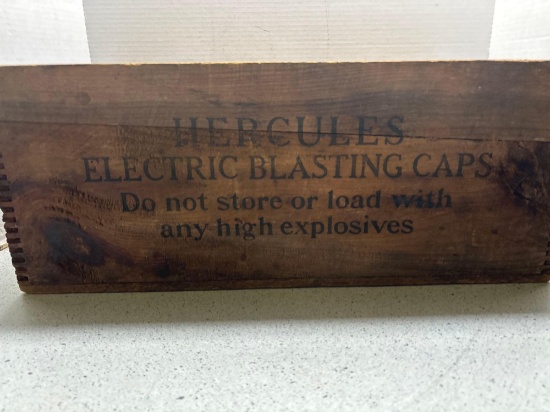 HERCULES
ELECTRIC BLASTING CAPS
Do not store or load with
any high explosives